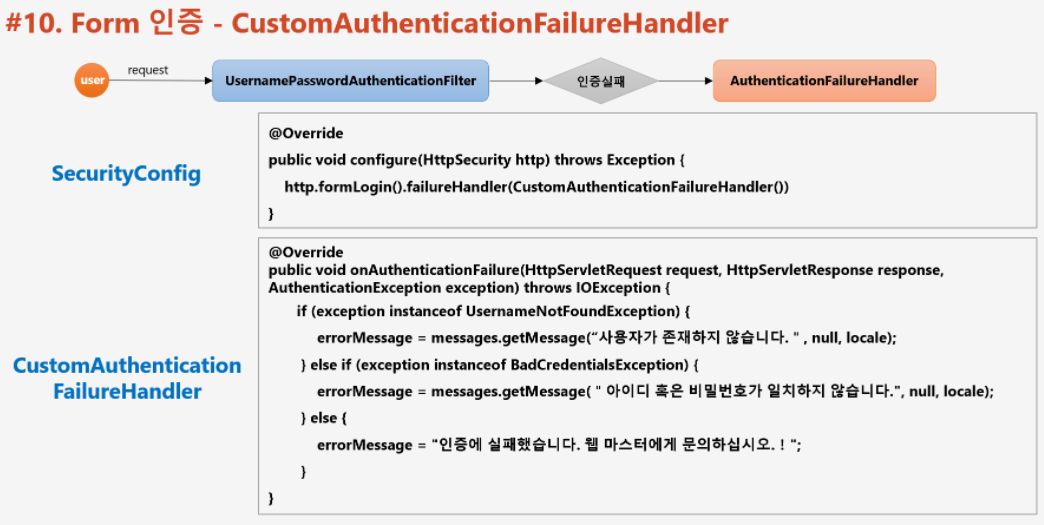 #10. Form 인증 - CustomAuthenticationFailureHandler
user
request
UsernamePasswordAuthenticationFilter
인증실패
AuthenticationFailureHandler
SecurityConfig
@Override
public void configure(HttpSecurity http) throws Exception {
http.formLogin().failureHandler(CustomAuthenticationFailureHandler())
}
CustomAuthentication
FailureHandler
@Override
public void onAuthenticationFailure(HttpServletRequest request, HttpServletResponse response,
AuthenticationException exception) throws IOException {
if (exception instanceof UsernameNotFoundException) {
errorMessage = messages.getMessage(“사용자가 존재하지 않습니다. " , null, locale);
} else if (exception instanceof BadCredentialsException) {
errorMessage = messages.getMessage( " 아이디 혹은 비밀번호가 일치하지 않습니다.", null, locale);
} else {
errorMessage = "인증에 실패했습니다. 웹 마스터에게 문의하십시오. ! ";
}
}